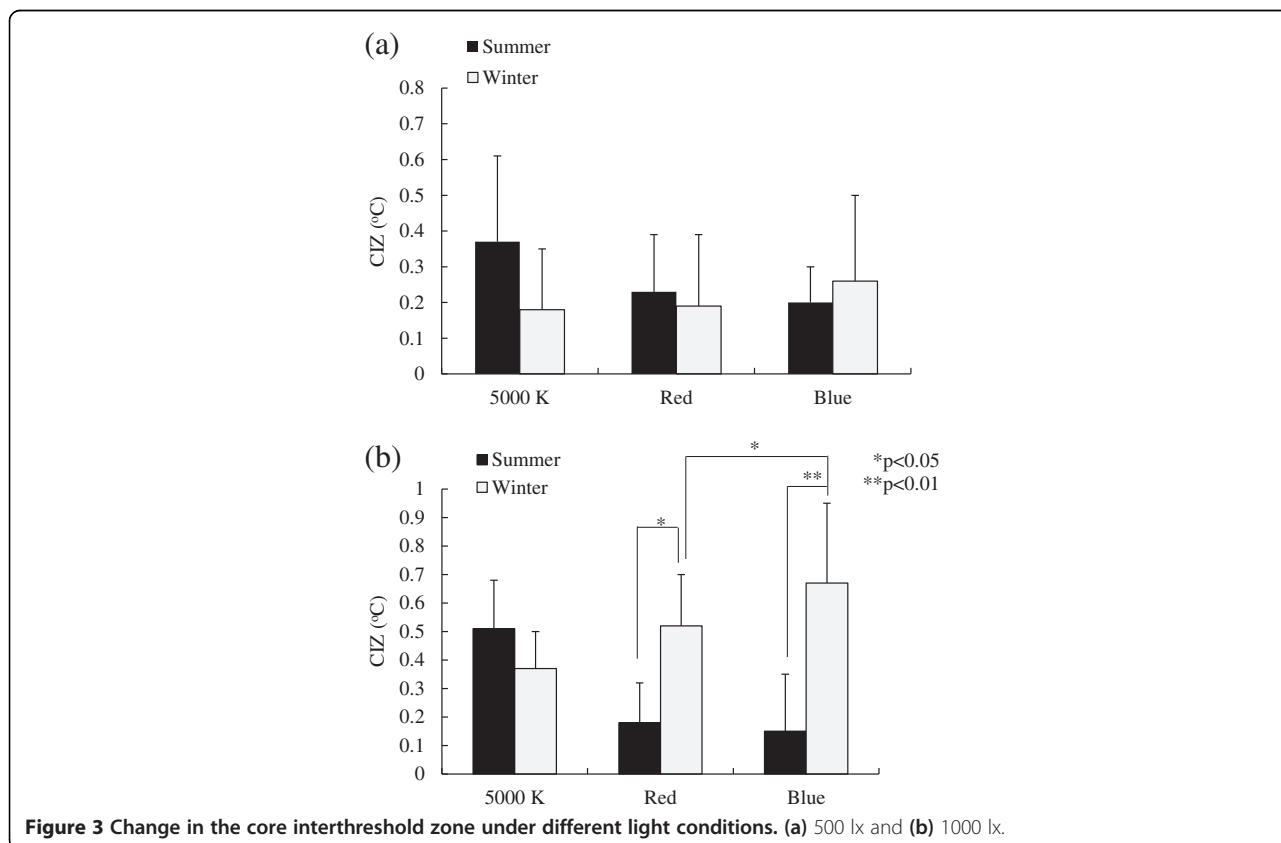 (a)
Summer
Winter
0.8
0.7
0.6
0.5
0.4
0.3
0.2
0.1
0
CIZ (°C)
5000 K Red Blue
(b)
Summer
Winter
*p<0.05
**p<0.01
*
**
*
1
0.9
0.8
0.7
0.6
0.5
0.4
0.3
0.2
0.1
0
CIZ (°C)
5000 K Red Blue
Figure 3 Change in the core interthreshold zone under different light conditions. (a) 500 lx and (b) 1000 lx.